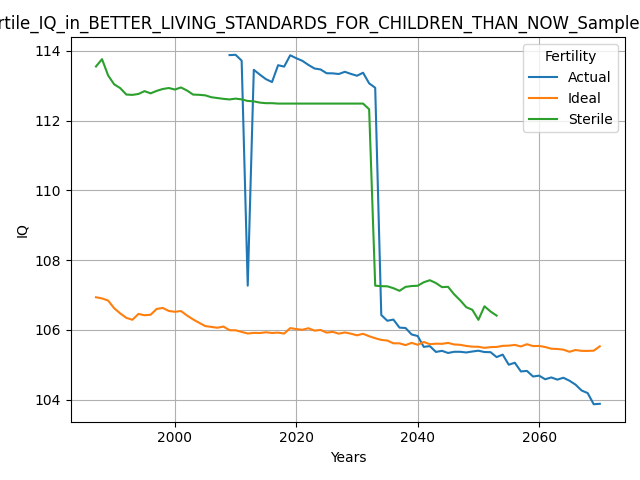 rtile_IQ_in_BETTER_LIVING_STANDARDS_FOR_CHILDREN_THAN_NOW_Sample
114
112
110
108
106
104
IQ
Fertility
Actual
Ideal
Sterile
2000
2020
2040
2060
Years